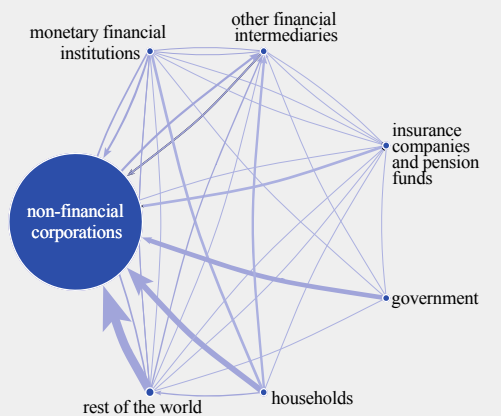 monetary financial
institutions
other financial
intermediaries
insurance
companies
and pension
funds
non-financial
corporations
government
households
rest of the world